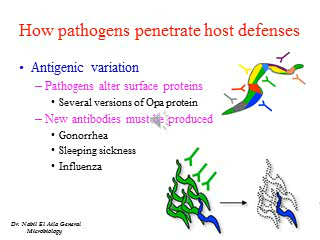 How pathogens penetrate host defenses
• Antigenic variation
– Pathogens alter surface proteins
• Several versions of Opa protein
– New antibodies must be produced
• Gonorrhea
• Sleeping sickness
• Influenza
Dr. Nabil El Aila General
Microbiology